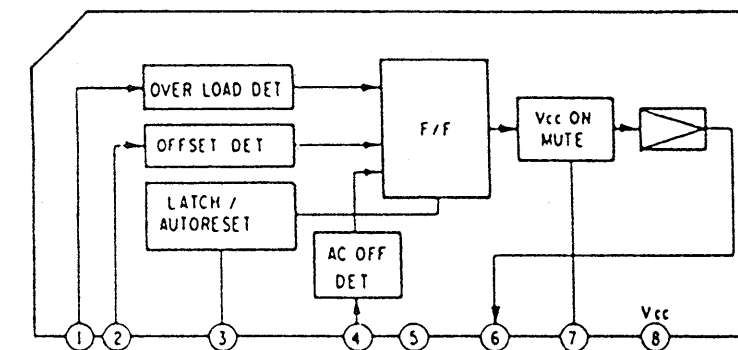 OVER LOAD DET
OFFSET DET
LATCH /
AUTORESET
AC OFF
DET
F/F
Vcc ON
MUTE
Vcc
1 2 3 4 5 6 7 8